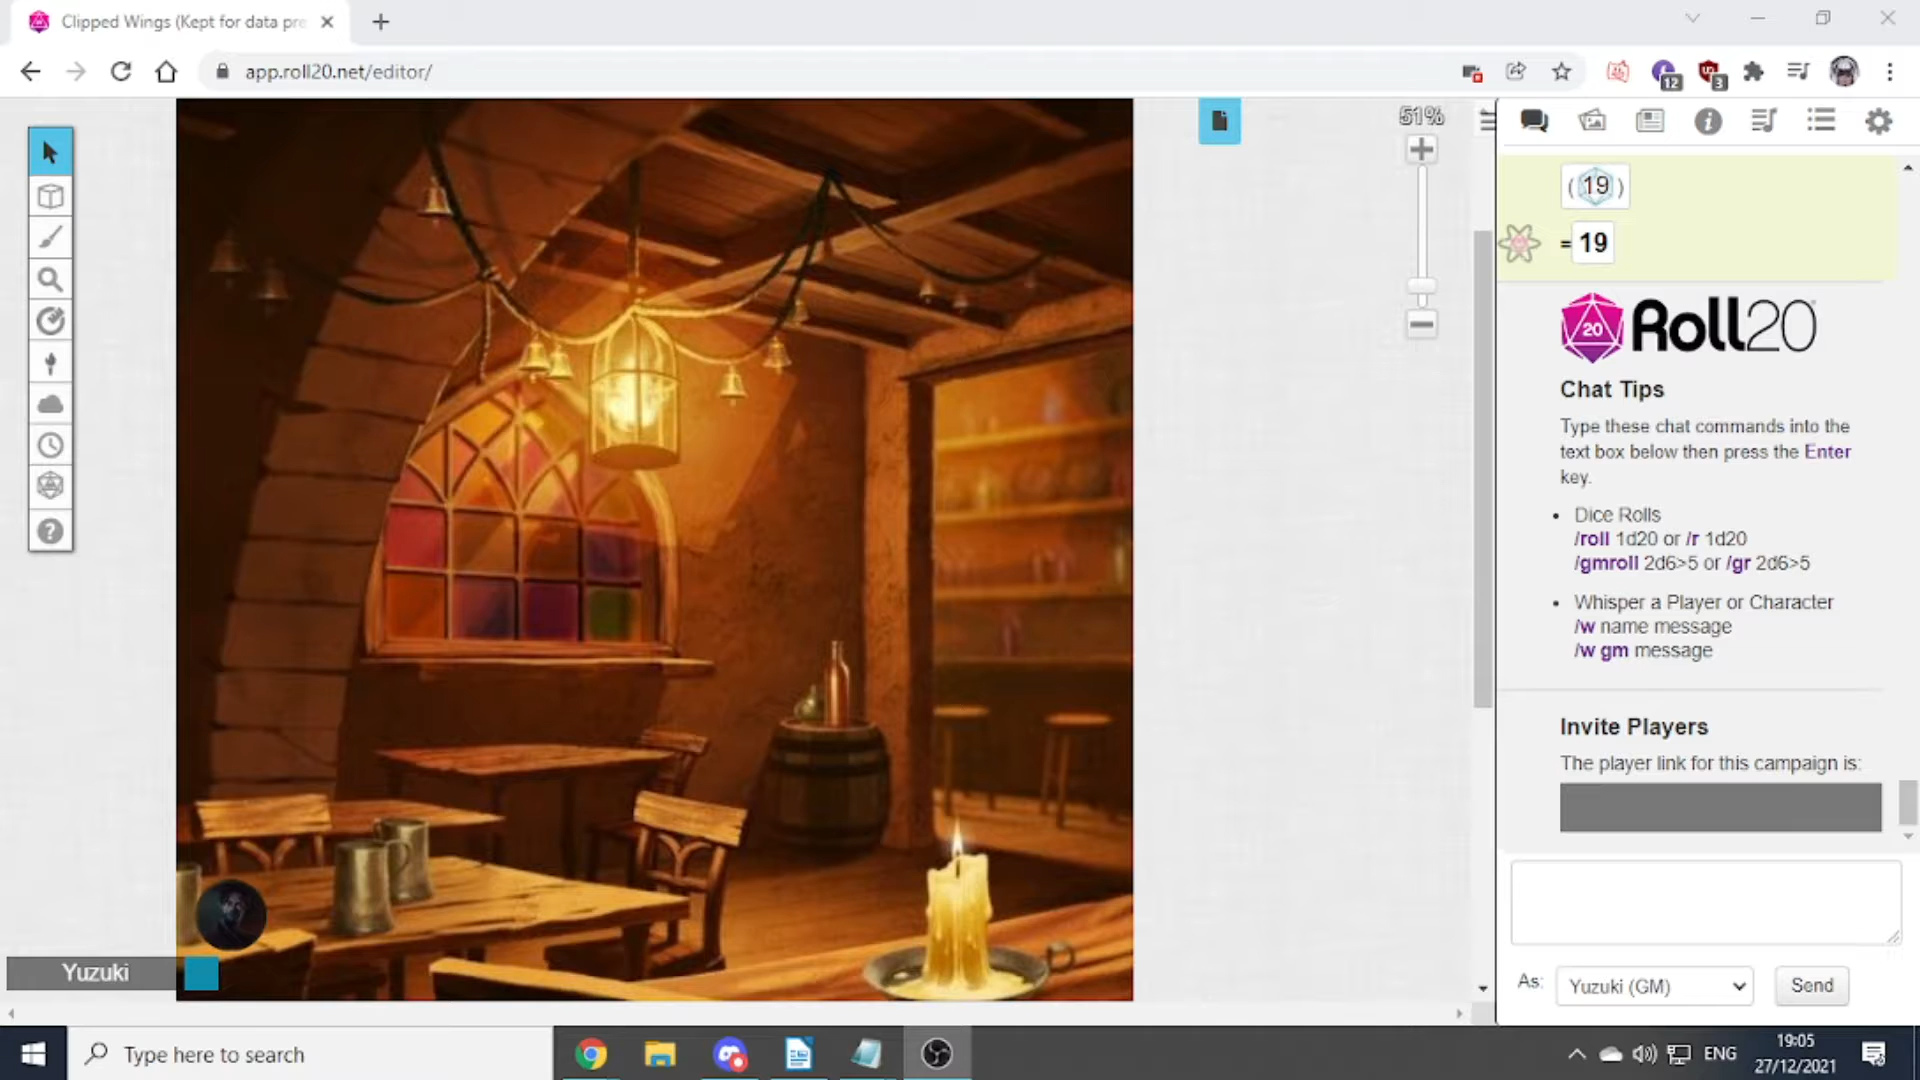 Clipped Wings (Kept for data pre
app.roll20.net/editor/
12
3
51%
(19)
=19
20 Roll20
Chat Tips
Type these chat commands into the
text box below then press the Enter
key.
• Dice Rolls
/roll 1d20 or /r 1d20
/gmroll 2d6>5 or /gr 2d6>5
• Whisper a Player or Character
/w name message
/w gm message
Invite Players
The player link for this campaign is:
Yuzuki
As: Yuzuki (GM) Send
Type here to search
ENG
19:05
27/12/2021